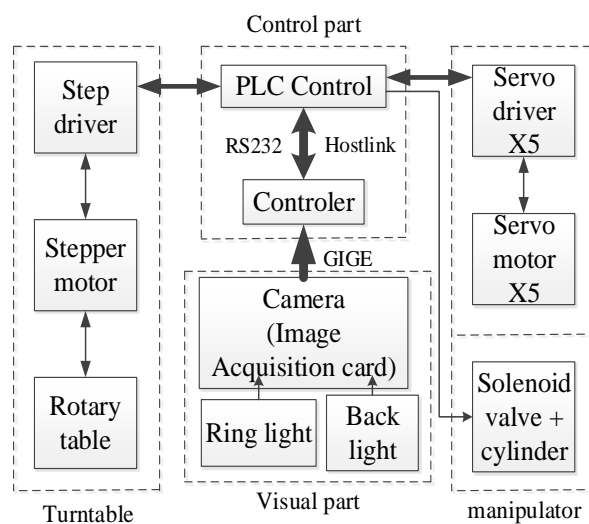 Control part
Step
driver
PLC Control
Servo
driver
X5
RS232
Hostlink
Controler
Stepper
motor
Servo
motor
X5
GIGE
Camera
(Image
Acquisition card)
Rotary
table
Ring light
Back
light
Solenoid
valve +
cylinder
Turntable
Visual part
manipulator